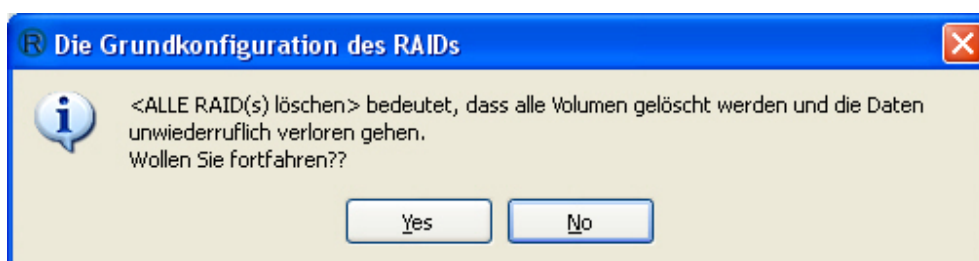 Die Grundkonfiguration des RAIDs
<ALLE RAID(s) löschen> bedeutet, dass alle Volumen gelöscht werden und die Daten
unwiederruflich verloren gehen.
Wollen Sie fortfahren??
Yes
No